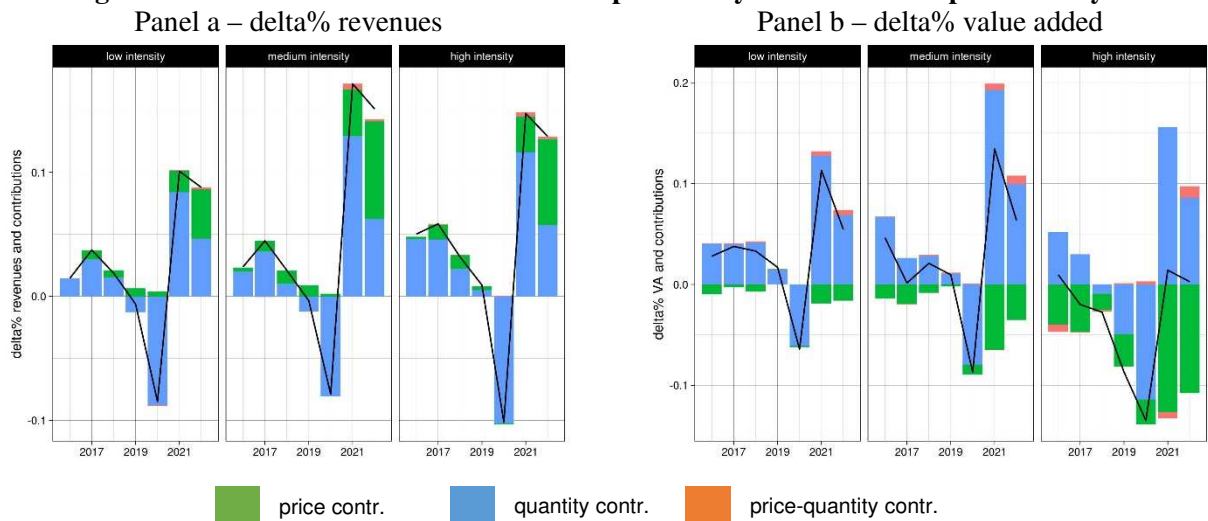 Panel a – delta% revenues
Panel b – delta% value added
low intensity
medium intensity
high intensity
low intensity
medium intensity
high intensity
delta% revenues and contributions
0.1
0.0
-0.1
2017 2019 2021
2017 2019 2021
2017 2019 2021
delta% VA and contributions
0.2
0.1
0.0
-0.1
2017 2019 2021
2017 2019 2021
2017 2019 2021
price contr.
quantity contr.
price-quantity contr.